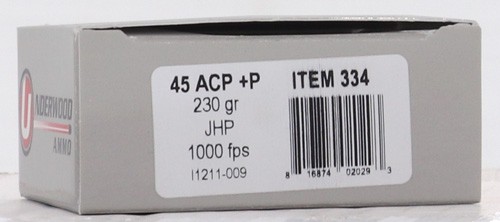 UNDERWOOD
AMMO
45 ACP +P
230 gr
JHP
1000 fps
I1211-009
ITEM 334
8 16874 02029 3